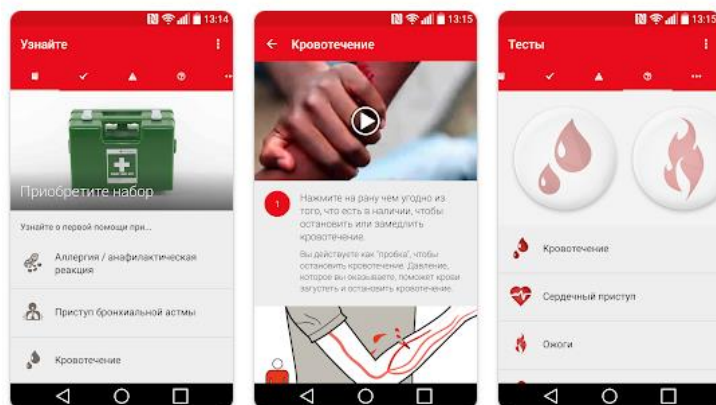 13:14
Узнайте
Приобретите набор
Узнайте о первой помощи при...
Аллергия / анафилактическая
реакция
Приступ бронхиальной астмы
Кровотечение
13:15
Кровотечение
1
Нажмите на рану чем угодно из
того, что есть в наличии, чтобы
остановить или замедлить
кровотечение.
Вы действуете как "пробка", чтобы
остановить кровотечение. Давление,
которое вы оказываете, поможет крови
загустеть и остановить кровотечение.
13:15
Тесты
Кровотечение
Сердечный приступ
Ожоги